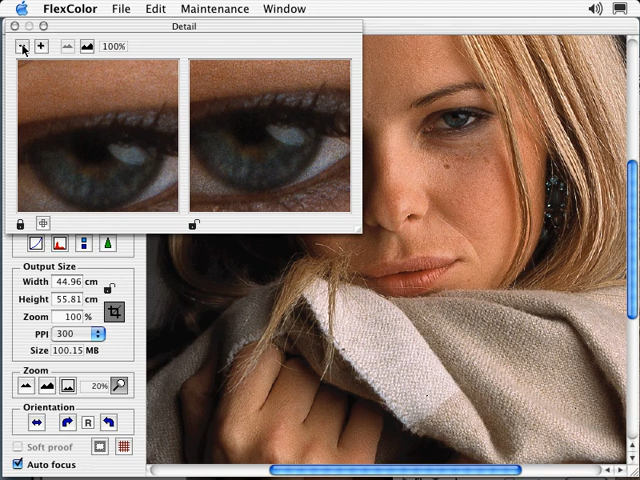 FlexColor File Edit Maintenance Window
Detail
100%
Output Size
Width 44.96 cm
Height 55.81 cm
Zoom 100 %
PPI 300
Size 100.15 MB
Zoom
20%
Orientation
R
Soft proof
Auto focus